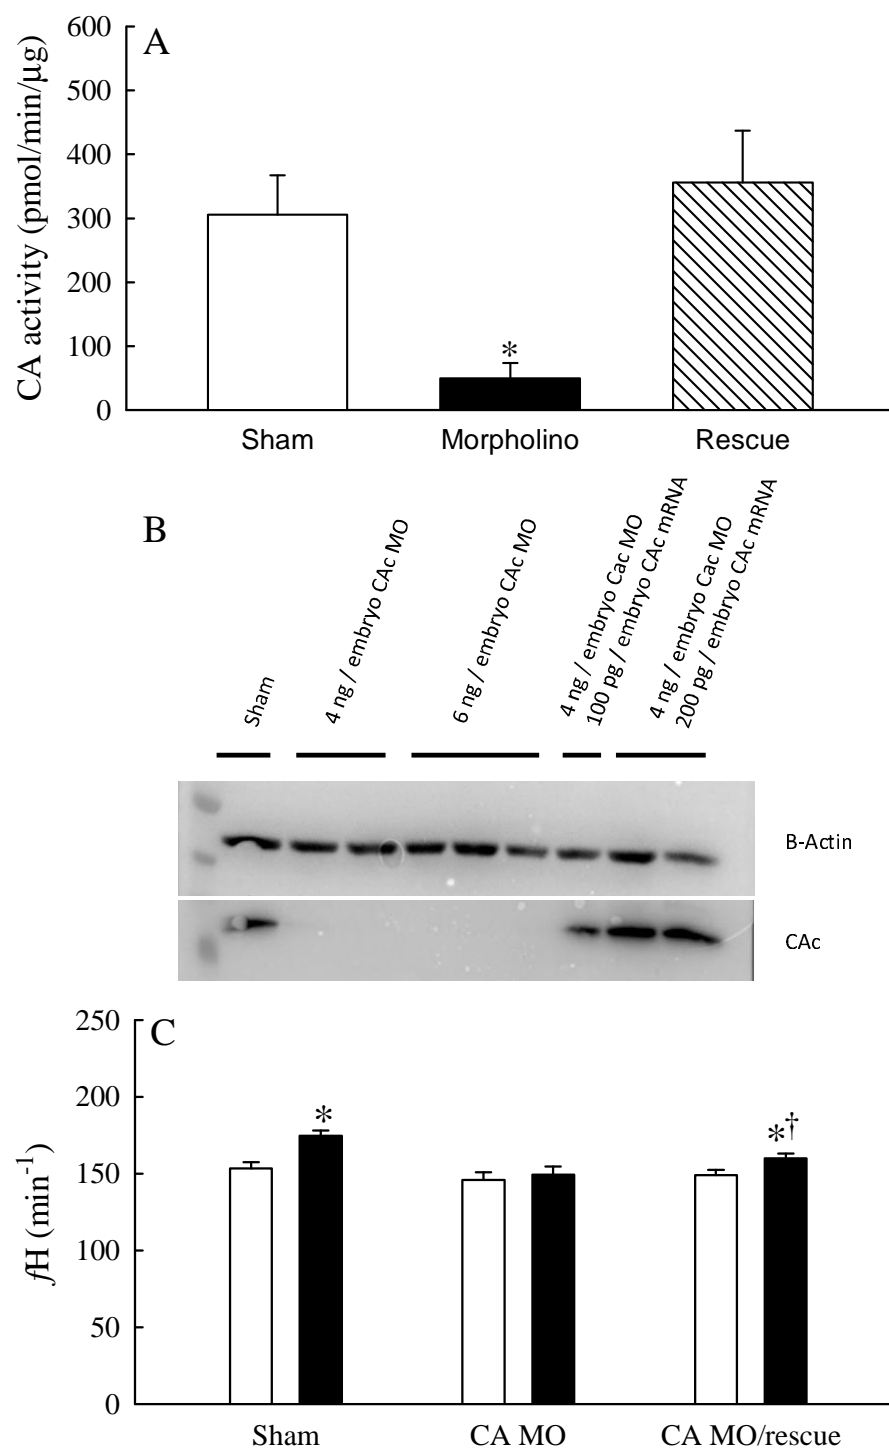 A
CA activity (pmol/min/µg)
600
500
400
300
200
100
0
*
Sham
Morpholino
Rescue
B
Sham
4 ng / embryo CAc MO
6 ng / embryo CAc MO
4 ng / embryo Cac MO
100 pg / embryo CAc mRNA
4 ng / embryo Cac MO
200 pg / embryo CAc mRNA
B-Actin
CAc
C
fH (min⁻¹)
250
200
150
100
50
0
*
*†
Sham
CA MO
CA MO/rescue